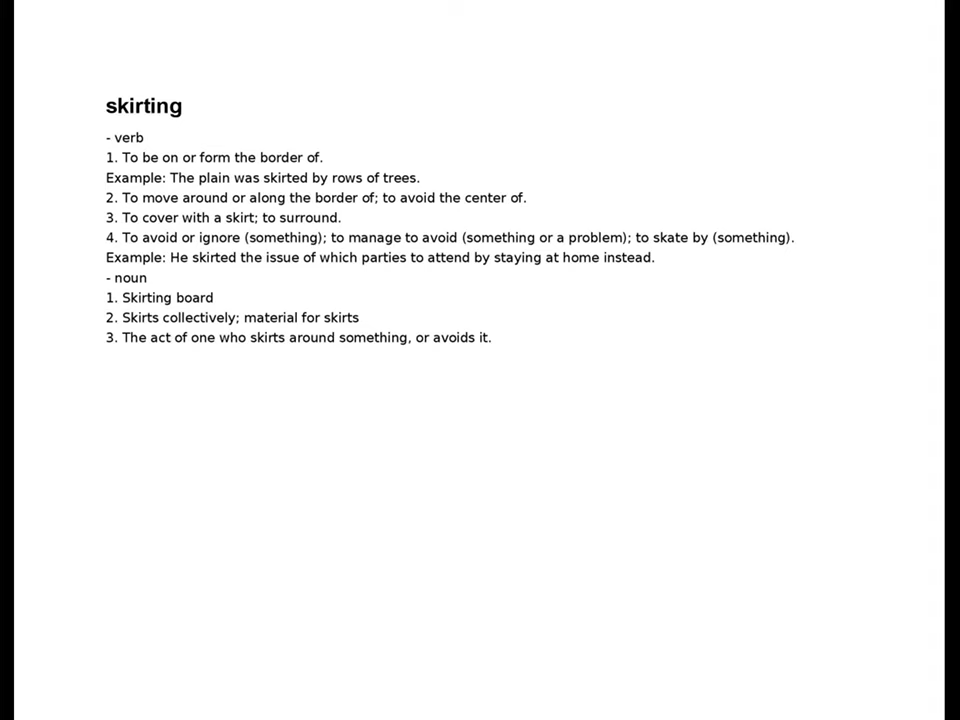 skirting
- verb
1. To be on or form the border of.
Example: The plain was skirted by rows of trees.
2. To move around or along the border of; to avoid the center of.
3. To cover with a skirt; to surround.
4. To avoid or ignore (something); to manage to avoid (something or a problem); to skate by (something).
Example: He skirted the issue of which parties to attend by staying at home instead.
- noun
1. Skirting board
2. Skirts collectively; material for skirts
3. The act of one who skirts around something, or avoids it.